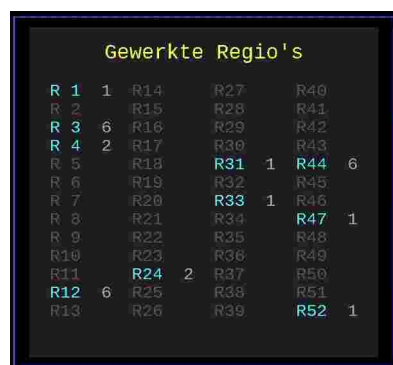 Gewerkte Regio's
R 1 1 R14 R27 R40
R 2 R15 R28 R41
R 3 6 R16 R29 R42
R 4 2 R17 R30 R43
R 5 R18 R31 1 R44 6
R 6 R19 R32 R45
R 7 R20 R33 1 R46
R 8 R21 R34 R47 1
R 9 R22 R35 R48
R10 R23 R36 R49
R11 R24 2 R37 R50
R12 6 R25 R38 R51
R13 R26 R39 R52 1